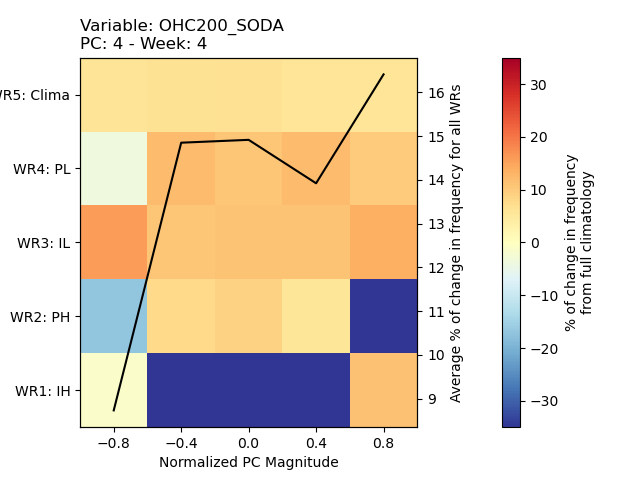 Variable: OHC200_SODA
PC: 4 - Week: 4
WR5: Clima
WR4: PL
WR3: IL
WR2: PH
WR1: IH
−0.8
−0.4
0.0
0.4
0.8
Normalized PC Magnitude
16
15
14
13
12
11
10
9
Average % of change in frequency for all WRs
30
20
10
0
−10
−20
−30
% of change in frequency
from full climatology